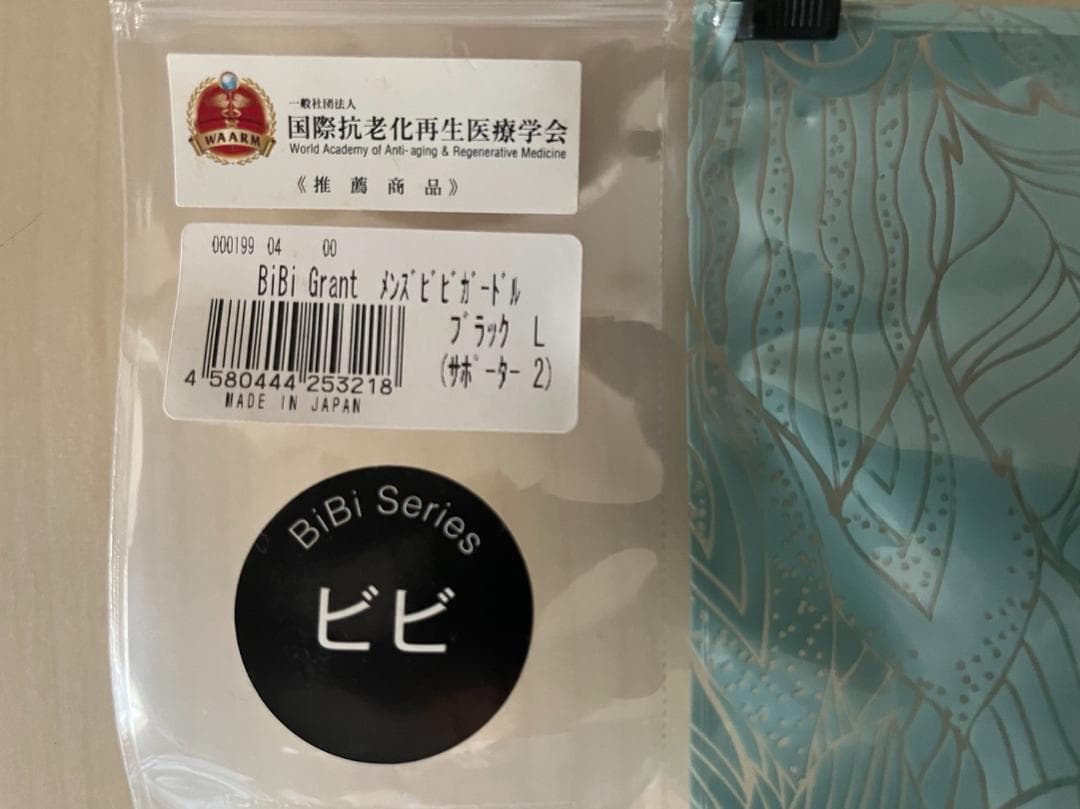 WAARM
一般社団法人
国際抗老化再生医療学会
World Academy of Anti-aging & Regenerative Medicine
《推薦商品》
000199 04 00
BiBi Grant ﾒﾝｽﾞﾋﾞﾋﾞｶﾞｰﾄﾞﾙ
ﾌﾞﾗｯｸ L
(ｻﾎﾟｰﾀｰ 2)
4 580444 253218
MADE IN JAPAN
BiBi Series
ビビ